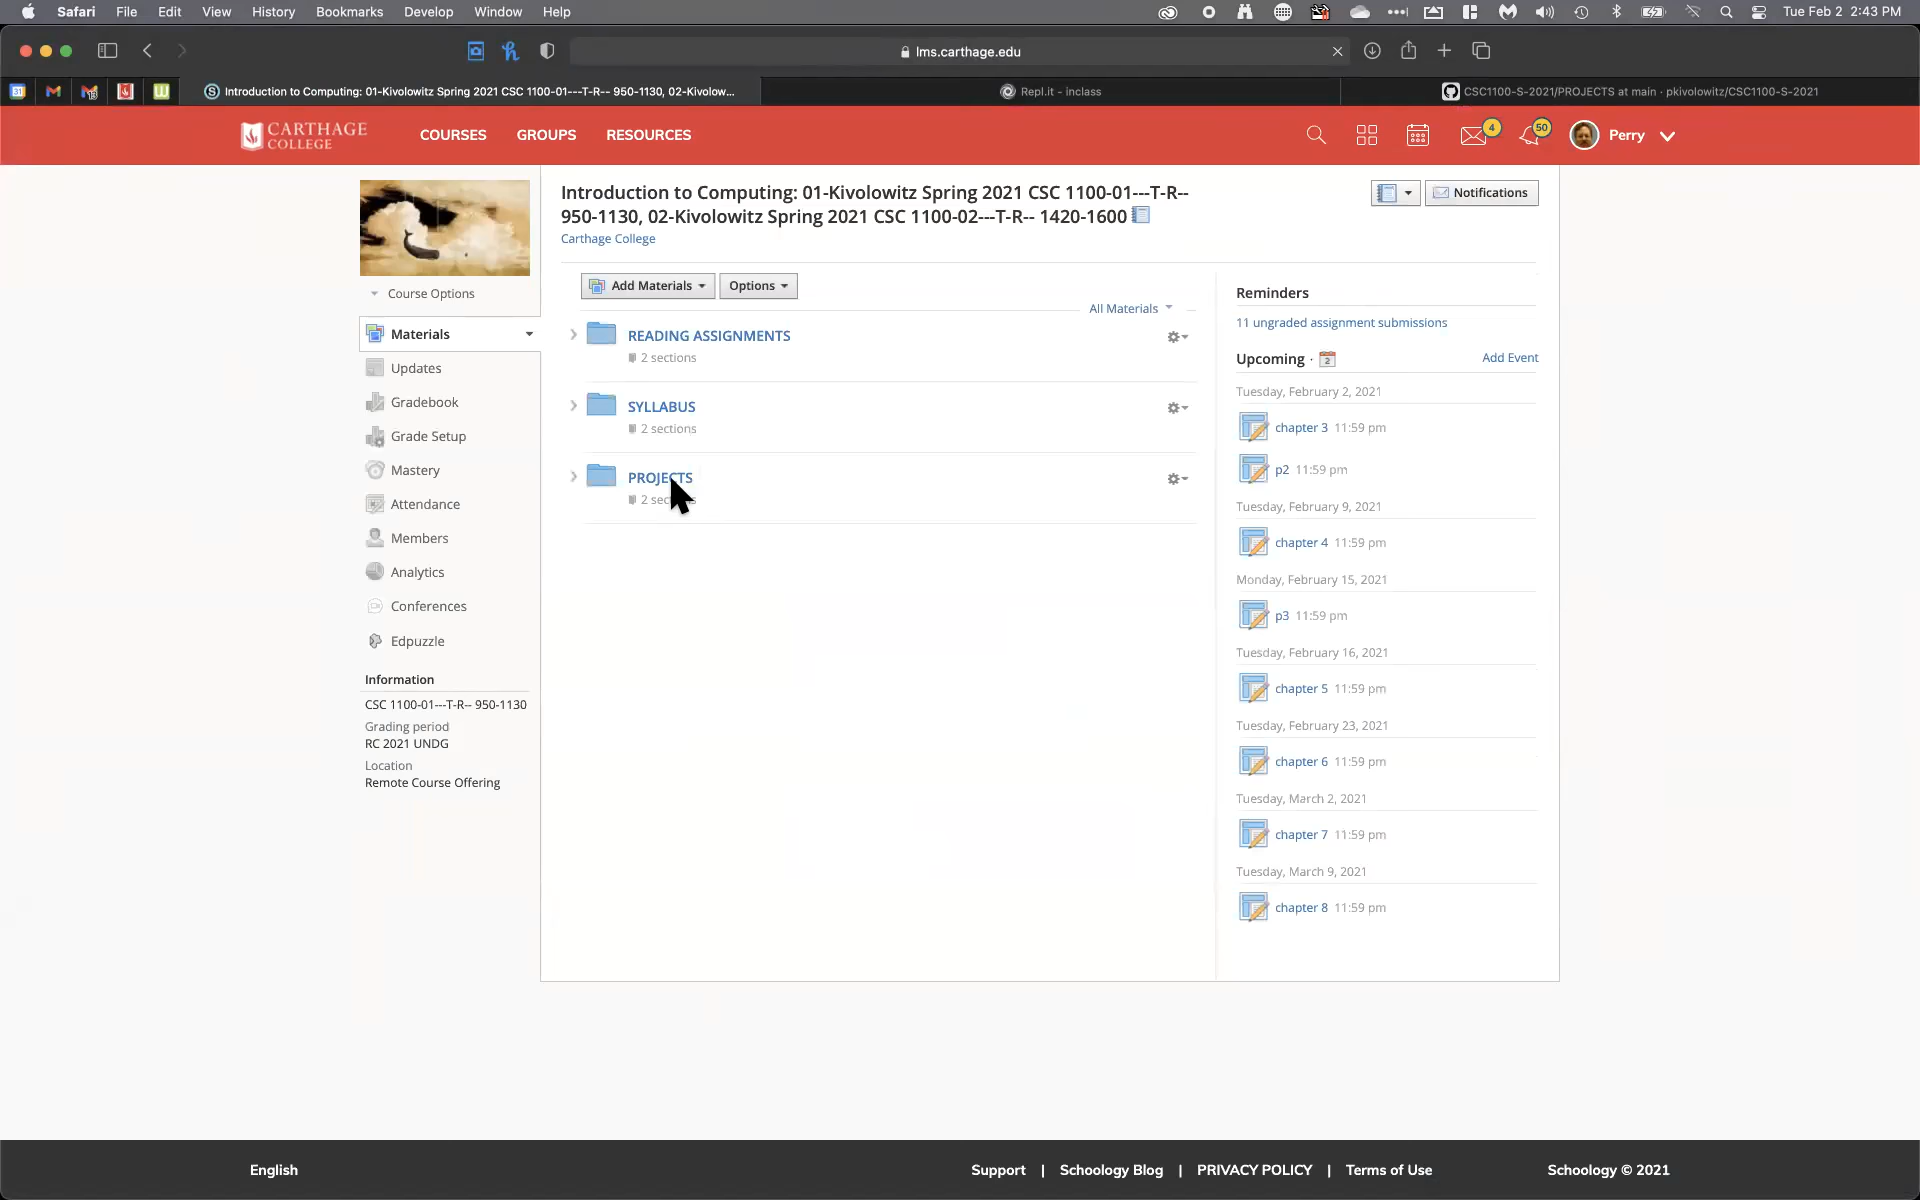 Safari File Edit View History Bookmarks Develop Window Help Tue Feb 2 2:43 PM
lms.carthage.edu
Introduction to Computing: 01-Kivolowitz Spring 2021 CSC 1100-01---T-R-- 950-1130, 02-Kivolow...
Repl.it - inclass
CSC1100-S-2021/PROJECTS at main · pkivolowitz/CSC1100-S-2021
CARTHAGE
COLLEGE
COURSES GROUPS RESOURCES
4
50
Perry
Introduction to Computing: 01-Kivolowitz Spring 2021 CSC 1100-01---T-R--
950-1130, 02-Kivolowitz Spring 2021 CSC 1100-02---T-R-- 1420-1600
Carthage College
Notifications
Course Options
Materials
Updates
Gradebook
Grade Setup
Mastery
Attendance
Members
Analytics
Conferences
Edpuzzle
Information
CSC 1100-01---T-R-- 950-1130
Grading period
RC 2021 UNDG
Location
Remote Course Offering
Add Materials Options
All Materials
READING ASSIGNMENTS
2 sections
SYLLABUS
2 sections
PROJECTS
2
Reminders
11 ungraded assignment submissions
Upcoming · 2 Add Event
Tuesday, February 2, 2021
chapter 3 11:59 pm
p2 11:59 pm
Tuesday, February 9, 2021
chapter 4 11:59 pm
Monday, February 15, 2021
p3 11:59 pm
Tuesday, February 16, 2021
chapter 5 11:59 pm
Tuesday, February 23, 2021
chapter 6 11:59 pm
Tuesday, March 2, 2021
chapter 7 11:59 pm
Tuesday, March 9, 2021
chapter 8 11:59 pm
English
Support | Schoology Blog | PRIVACY POLICY | Terms of Use
Schoology © 2021